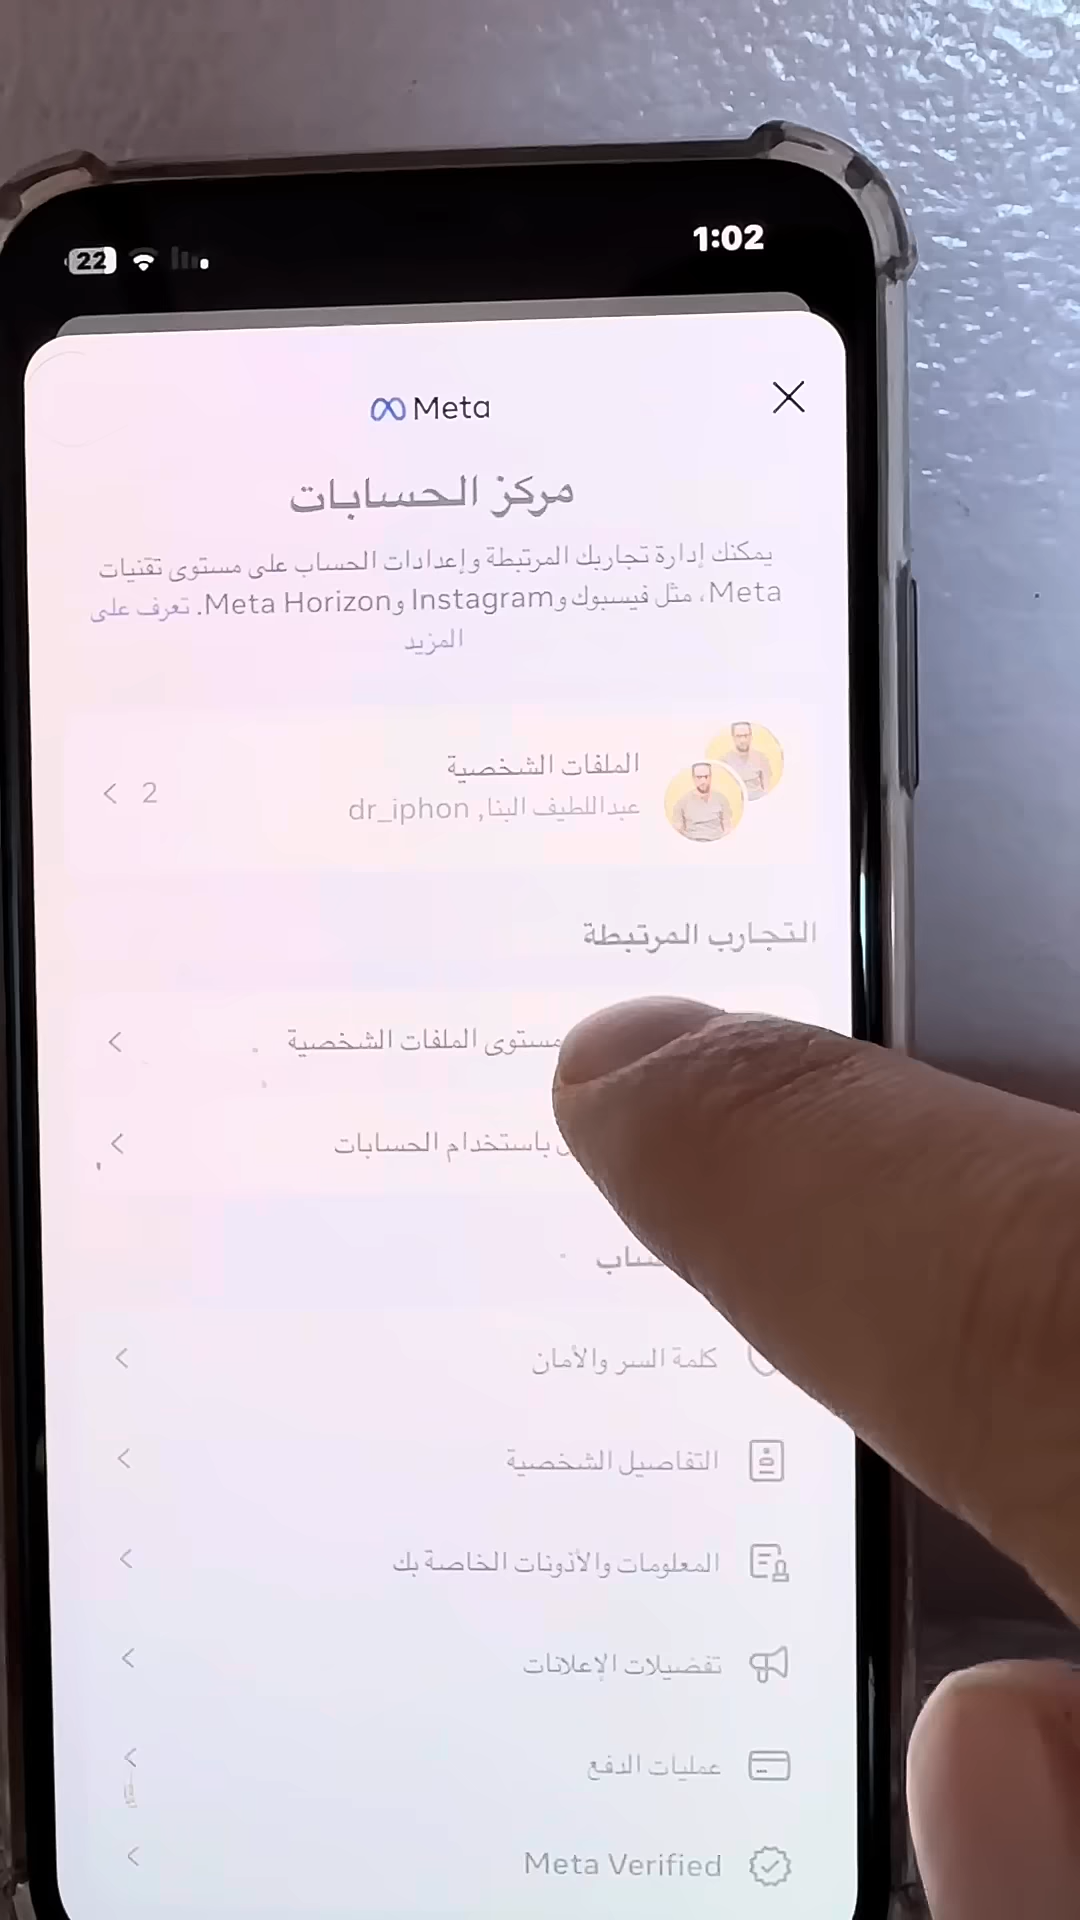 1:02
22
Meta
مركز الحسابات
يمكنك إدارة تجاربك المرتبطة وإعدادات الحساب على مستوى تقنيات
Meta، مثل فيسبوك وInstagram وMeta Horizon. تعرف على
المزيد
الملفات الشخصية
عبداللطيف البنا, dr_iphon
2
التجارب المرتبطة
مستوى الملفات الشخصية
باستخدام الحسابات
كلمة السر والأمان
التفاصيل الشخصية
المعلومات والأذونات الخاصة بك
تفضيلات الإعلانات
عمليات الدفع
Meta Verified